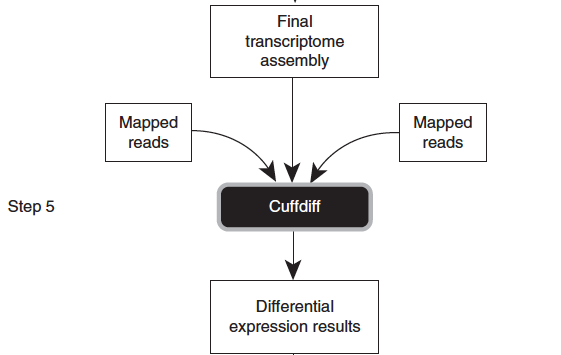 Final
transcriptome
assembly
Mapped
reads
Mapped
reads
Step 5
Cuffdiff
Differential
expression results